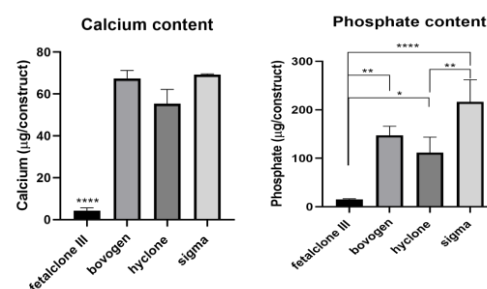 Calcium content
Calcium (µg/construct)
80
60
40
20
0
****
fetalclone III
bovogen
hyclone
sigma
Phosphate content
Phosphate (µg/construct)
300
200
100
0
****
**
**
*
fetalclone III
bovogen
hyclone
sigma